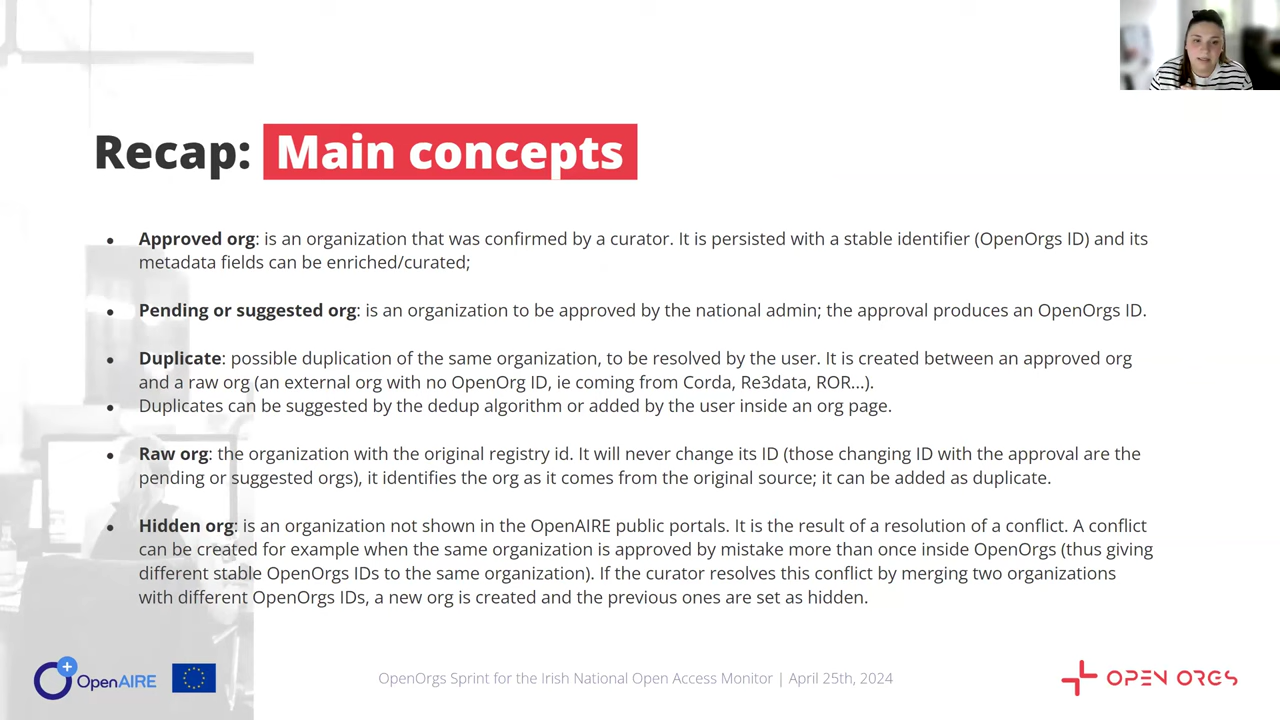 Recap: Main concepts
• Approved org: is an organization that was confirmed by a curator. It is persisted with a stable identifier (OpenOrgs ID) and its
metadata fields can be enriched/curated;
• Pending or suggested org: is an organization to be approved by the national admin; the approval produces an OpenOrgs ID.
• Duplicate: possible duplication of the same organization, to be resolved by the user. It is created between an approved org
and a raw org (an external org with no OpenOrg ID, ie coming from Corda, Re3data, ROR...).
• Duplicates can be suggested by the dedup algorithm or added by the user inside an org page.
• Raw org: the organization with the original registry id. It will never change its ID (those changing ID with the approval are the
pending or suggested orgs), it identifies the org as it comes from the original source; it can be added as duplicate.
• Hidden org: is an organization not shown in the OpenAIRE public portals. It is the result of a resolution of a conflict. A conflict
can be created for example when the same organization is approved by mistake more than once inside OpenOrgs (thus giving
different stable OpenOrgs IDs to the same organization). If the curator resolves this conflict by merging two organizations
with different OpenOrgs IDs, a new org is created and the previous ones are set as hidden.
OpenAIRE
OpenOrgs Sprint for the Irish National Open Access Monitor | April 25th, 2024
OPEN ORGS